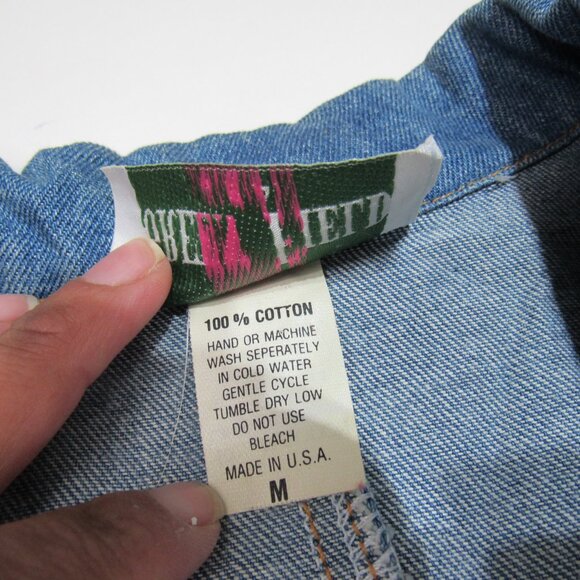 100 % COTTON
HAND OR MACHINE
WASH SEPERATELY
IN COLD WATER
GENTLE CYCLE
TUMBLE DRY LOW
DO NOT USE
BLEACH
MADE IN U.S.A.
M